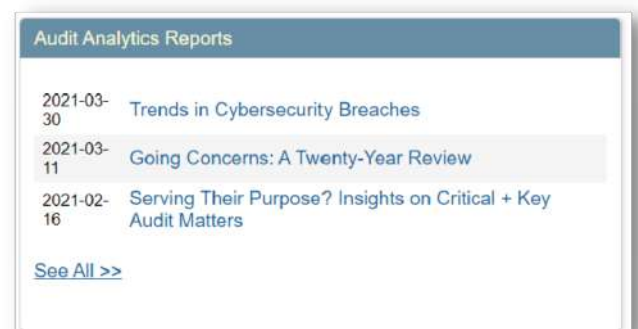 Audit Analytics Reports
2021-03-
30
Trends in Cybersecurity Breaches
2021-03-
11
Going Concerns: A Twenty-Year Review
2021-02-
16
Serving Their Purpose? Insights on Critical + Key
Audit Matters
See All >>